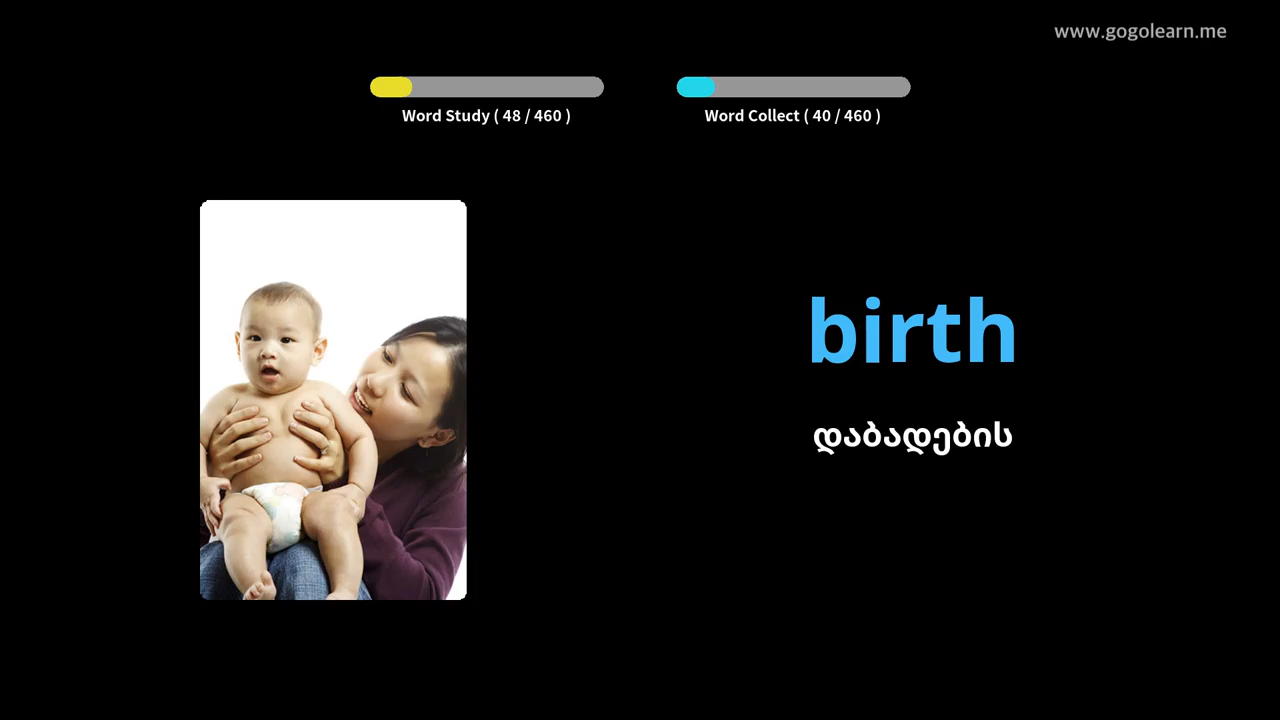 www.gogolearn.me
Word Study ( 48 / 460 )
Word Collect ( 40 / 460 )
birth
დაბადების